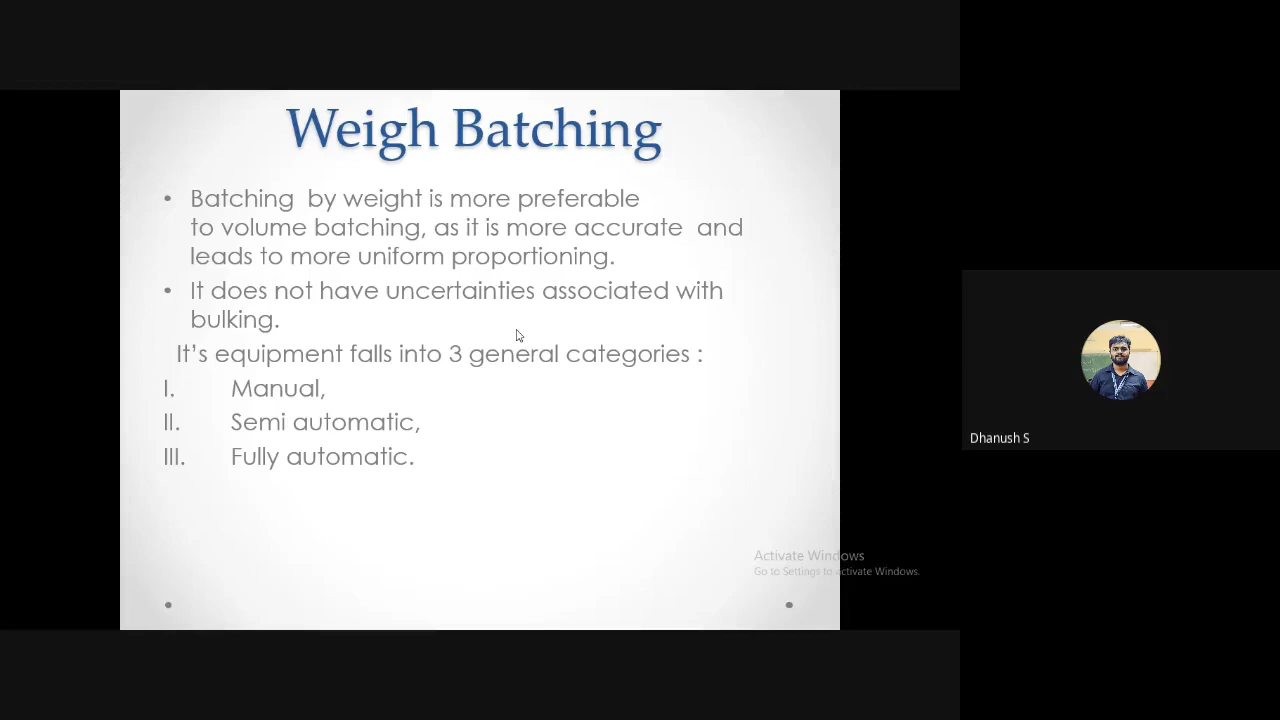 Weigh Batching
• Batching  by weight is more preferable
to volume batching, as it is more accurate  and
leads to more uniform proportioning.
• It does not have uncertainties associated with
bulking.
It’s equipment falls into 3 general categories :
I. Manual,
II. Semi automatic,
III. Fully automatic.
Activate Windows
Go to Settings to activate Windows.
Dhanush S